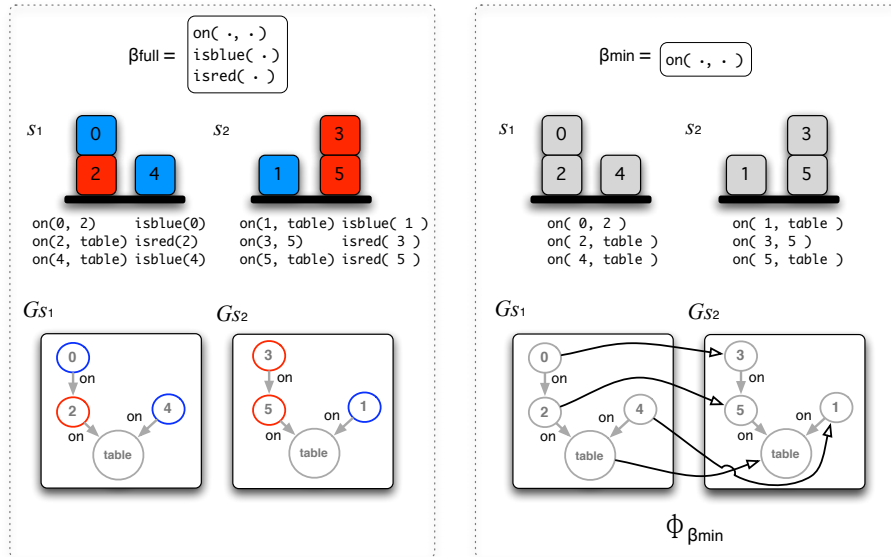 βfull =
on( ., . )
isblue( . )
isred( . )
s1
0
2
4
s2
3
1
5
on(0, 2) isblue(0)
on(2, table) isred(2)
on(4, table) isblue(4)
on(1, table) isblue( 1 )
on(3, 5) isred( 3 )
on(5, table) isred( 5 )
Gs1
0
on
2
4
on
on
table
Gs2
3
on
5
1
on
on
table
βmin =
on( ., . )
s1
0
2
4
s2
3
1
5
on( 0, 2 )
on( 2, table )
on( 4, table )
on( 1, table )
on( 3, 5 )
on( 5, table )
Gs1
0
on
2
4
on
on
table
Gs2
3
on
5
1
on
on
table
Φβmin